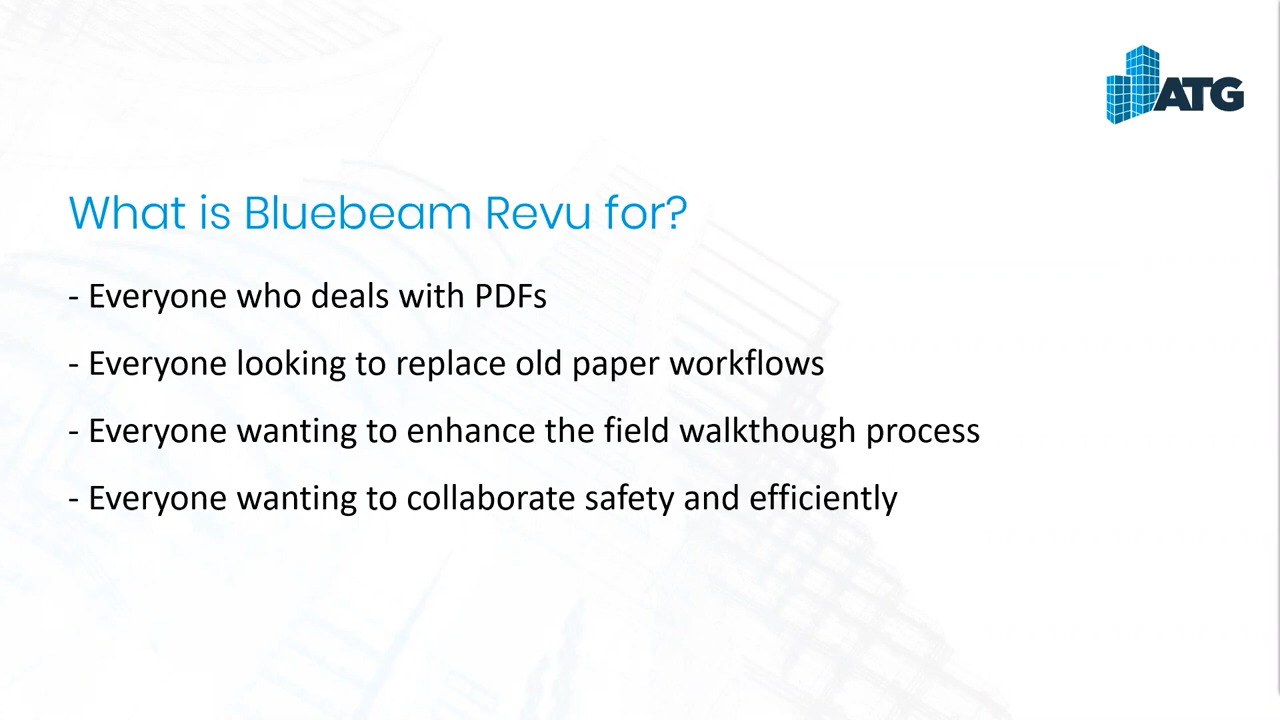 ATG
What is Bluebeam Revu for?
- Everyone who deals with PDFs
- Everyone looking to replace old paper workflows
- Everyone wanting to enhance the field walkthough process
- Everyone wanting to collaborate safety and efficiently